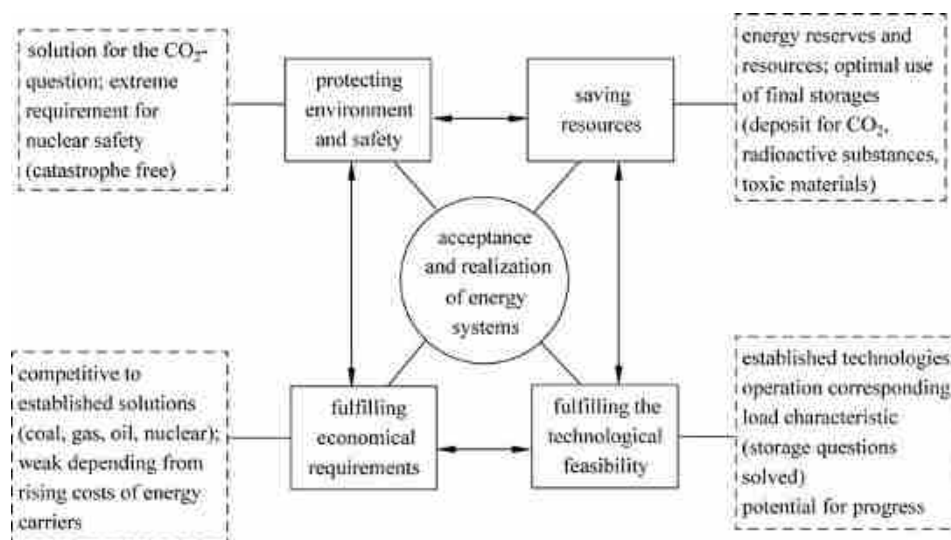 solution for the CO2-
question; extreme
requirement for
nuclear safety
(catastrophe free)
protecting
environment
and safety
saving
resources
energy reserves and
resources; optimal use
of final storages
(deposit for CO2,
radioactive substances,
toxic materials)
acceptance
and realization
of energy
systems
competitive to
established solutions
(coal, gas, oil, nuclear);
weak depending from
rising costs of energy
carriers
fulfilling
economical
requirements
fulfilling the
technological
feasibility
established technologies
operation corresponding
load characteristic
(storage questions
solved)
potential for progress